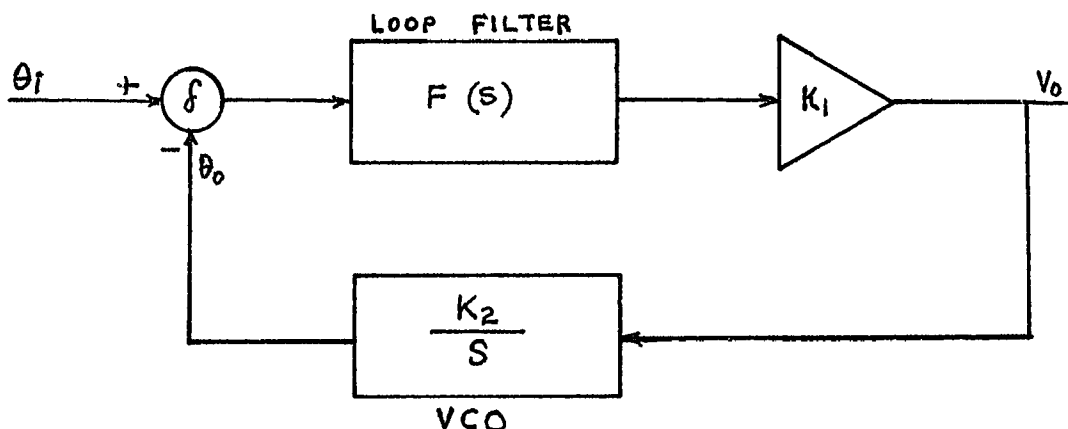 LOOP FILTER
θi
+
δ
F (S)
K1
V0
−
θ0
K2
S
VCO